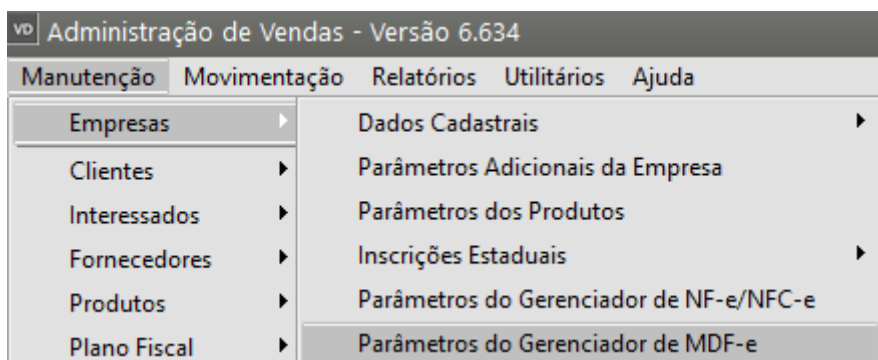 VD Administração de Vendas - Versão 6.634
Manutenção Movimentação Relatórios Utilitários Ajuda
Empresas
Clientes
Interessados
Fornecedores
Produtos
Plano Fiscal
Dados Cadastrais
Parâmetros Adicionais da Empresa
Parâmetros dos Produtos
Inscrições Estaduais
Parâmetros do Gerenciador de NF-e/NFC-e
Parâmetros do Gerenciador de MDF-e